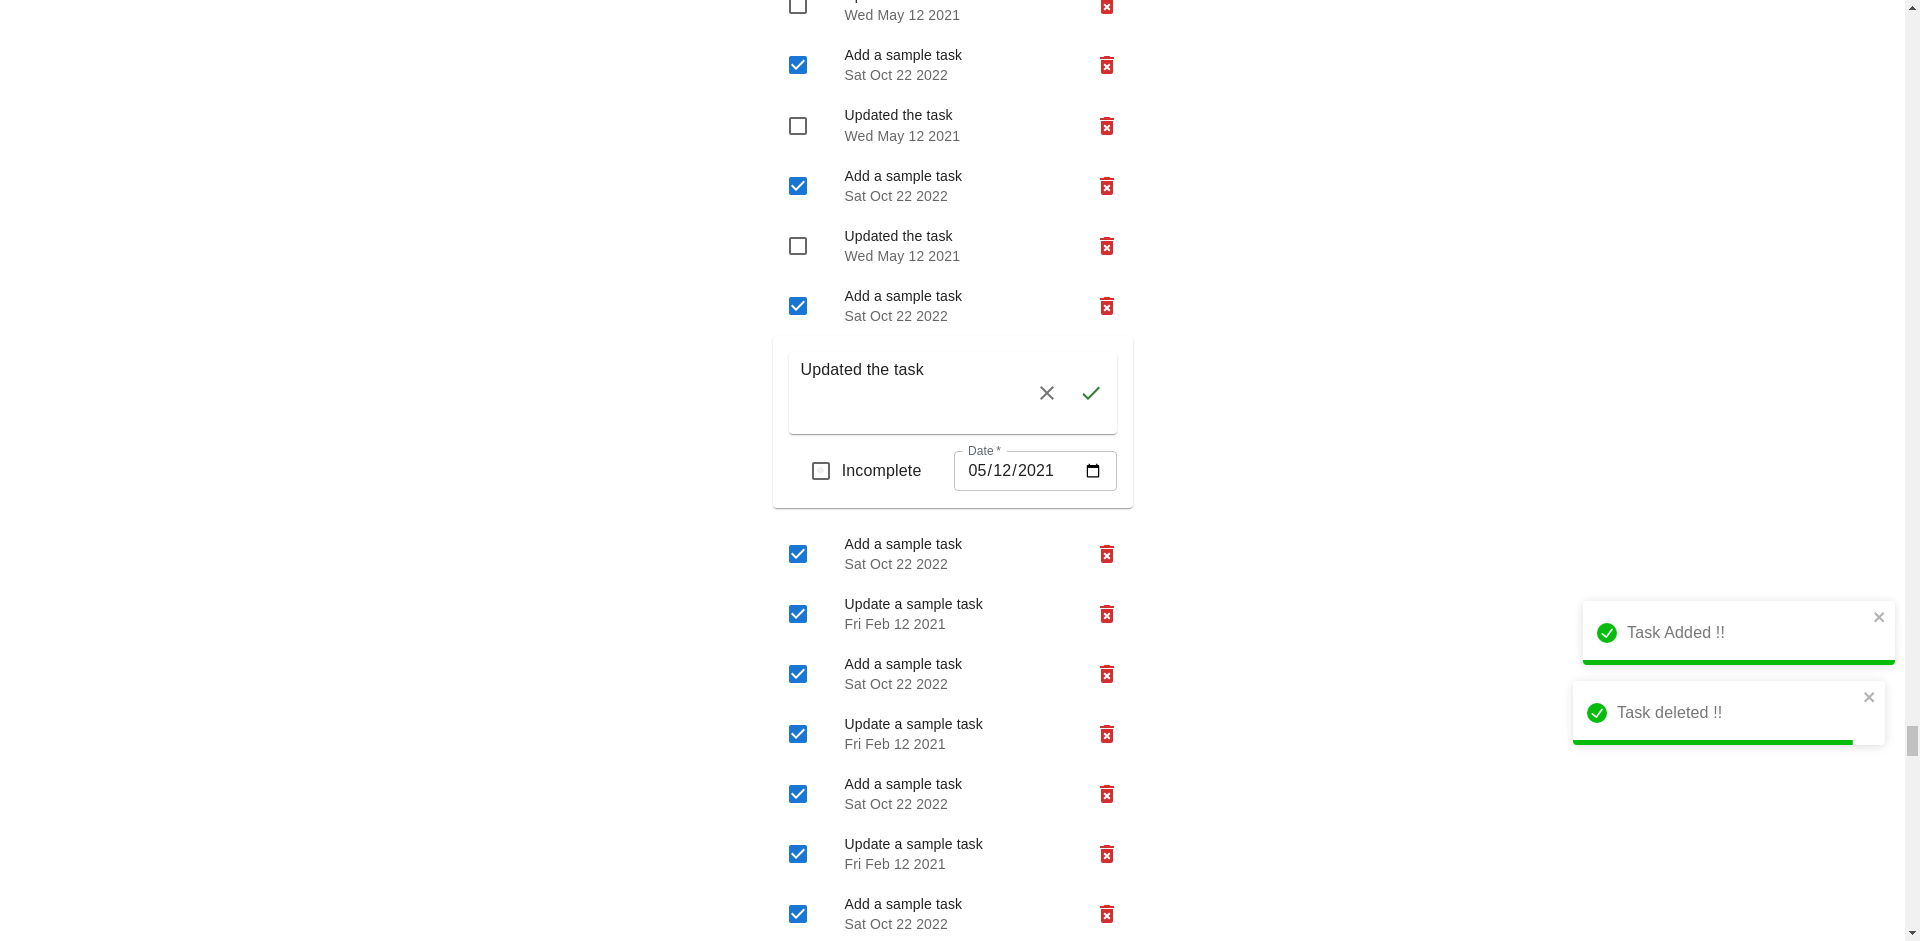 Wed May 12 2021
Add a sample task
Sat Oct 22 2022
Updated the task
Wed May 12 2021
Add a sample task
Sat Oct 22 2022
Updated the task
Wed May 12 2021
Add a sample task
Sat Oct 22 2022
Updated the task
Incomplete
Date *
05/12/2021
Add a sample task
Sat Oct 22 2022
Update a sample task
Fri Feb 12 2021
Add a sample task
Sat Oct 22 2022
Update a sample task
Fri Feb 12 2021
Add a sample task
Sat Oct 22 2022
Update a sample task
Fri Feb 12 2021
Add a sample task
Sat Oct 22 2022
Task Added !!
Task deleted !!